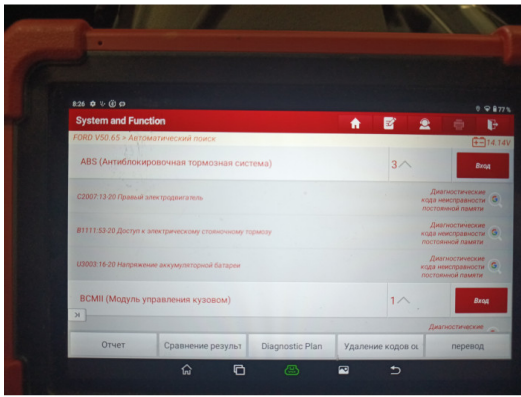 8:26
77%
System and Function
FORD V50.65 > Автоматический поиск
14.14V
ABS (Антиблокировочная тормозная система)
3
Вход
C2007:13-20 Правый электродвигатель
Диагностические
кода неисправности
постоянной памяти
B1111:53-20 Доступ к электрическому стояночному тормозу
Диагностические
кода неисправности
постоянной памяти
U3003:16-20 Напряжение аккумуляторной батареи
Диагностические
кода неисправности
постоянной памяти
BCMII (Модуль управления кузовом)
1
Вход
Диагностические
Отчет
Сравнение результ
Diagnostic Plan
Удаление кодов ош
перевод